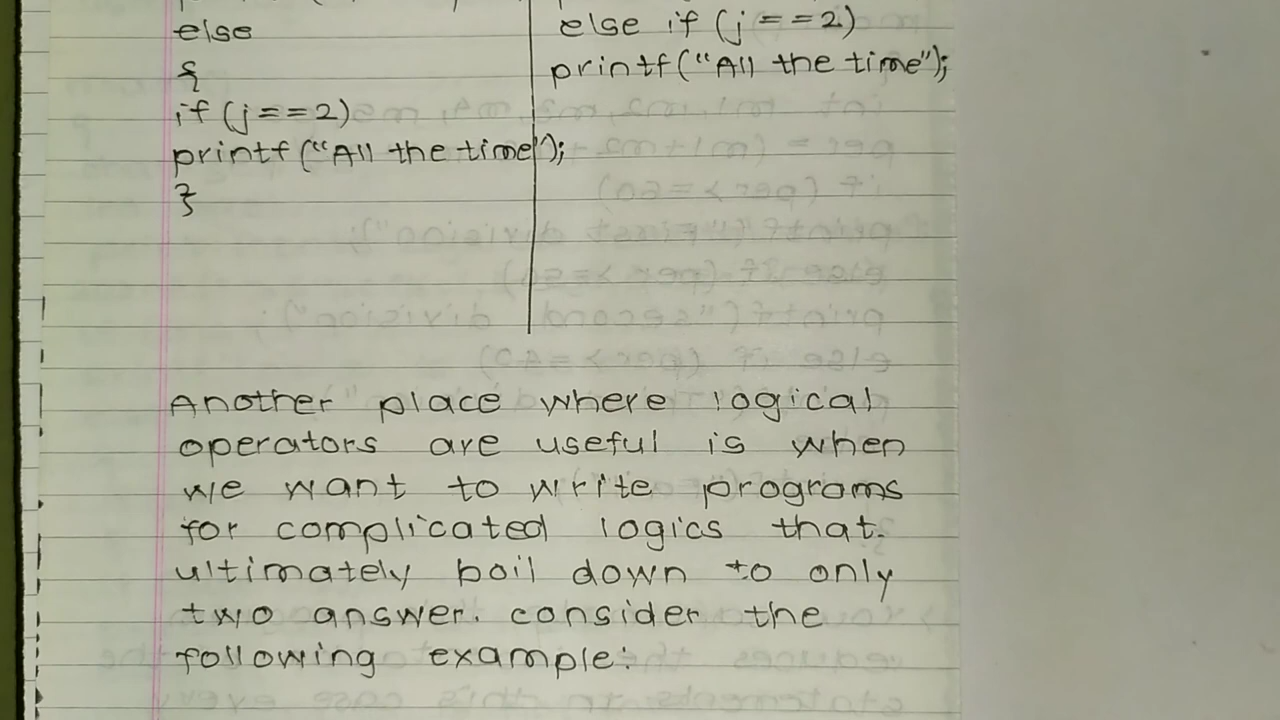 else
{
if (j==2)
printf("All the time");
}
else if (j==2)
printf("All the time");
Another place where logical
operators are useful is when
we want to write programs
for complicated logics that.
ultimately boil down to only
two answer. consider the
following example: